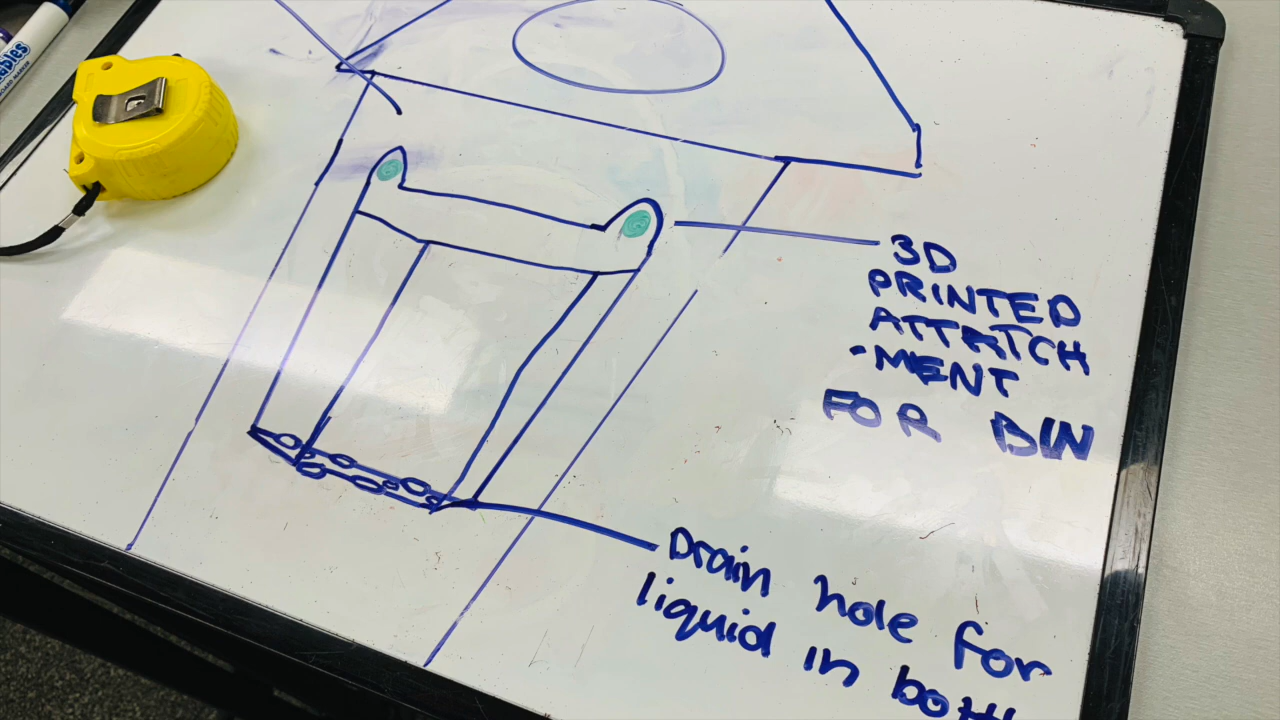 3D
PRINTED
ATTATCH
-MENT
FOR BIN
Drain hole for
liquid in